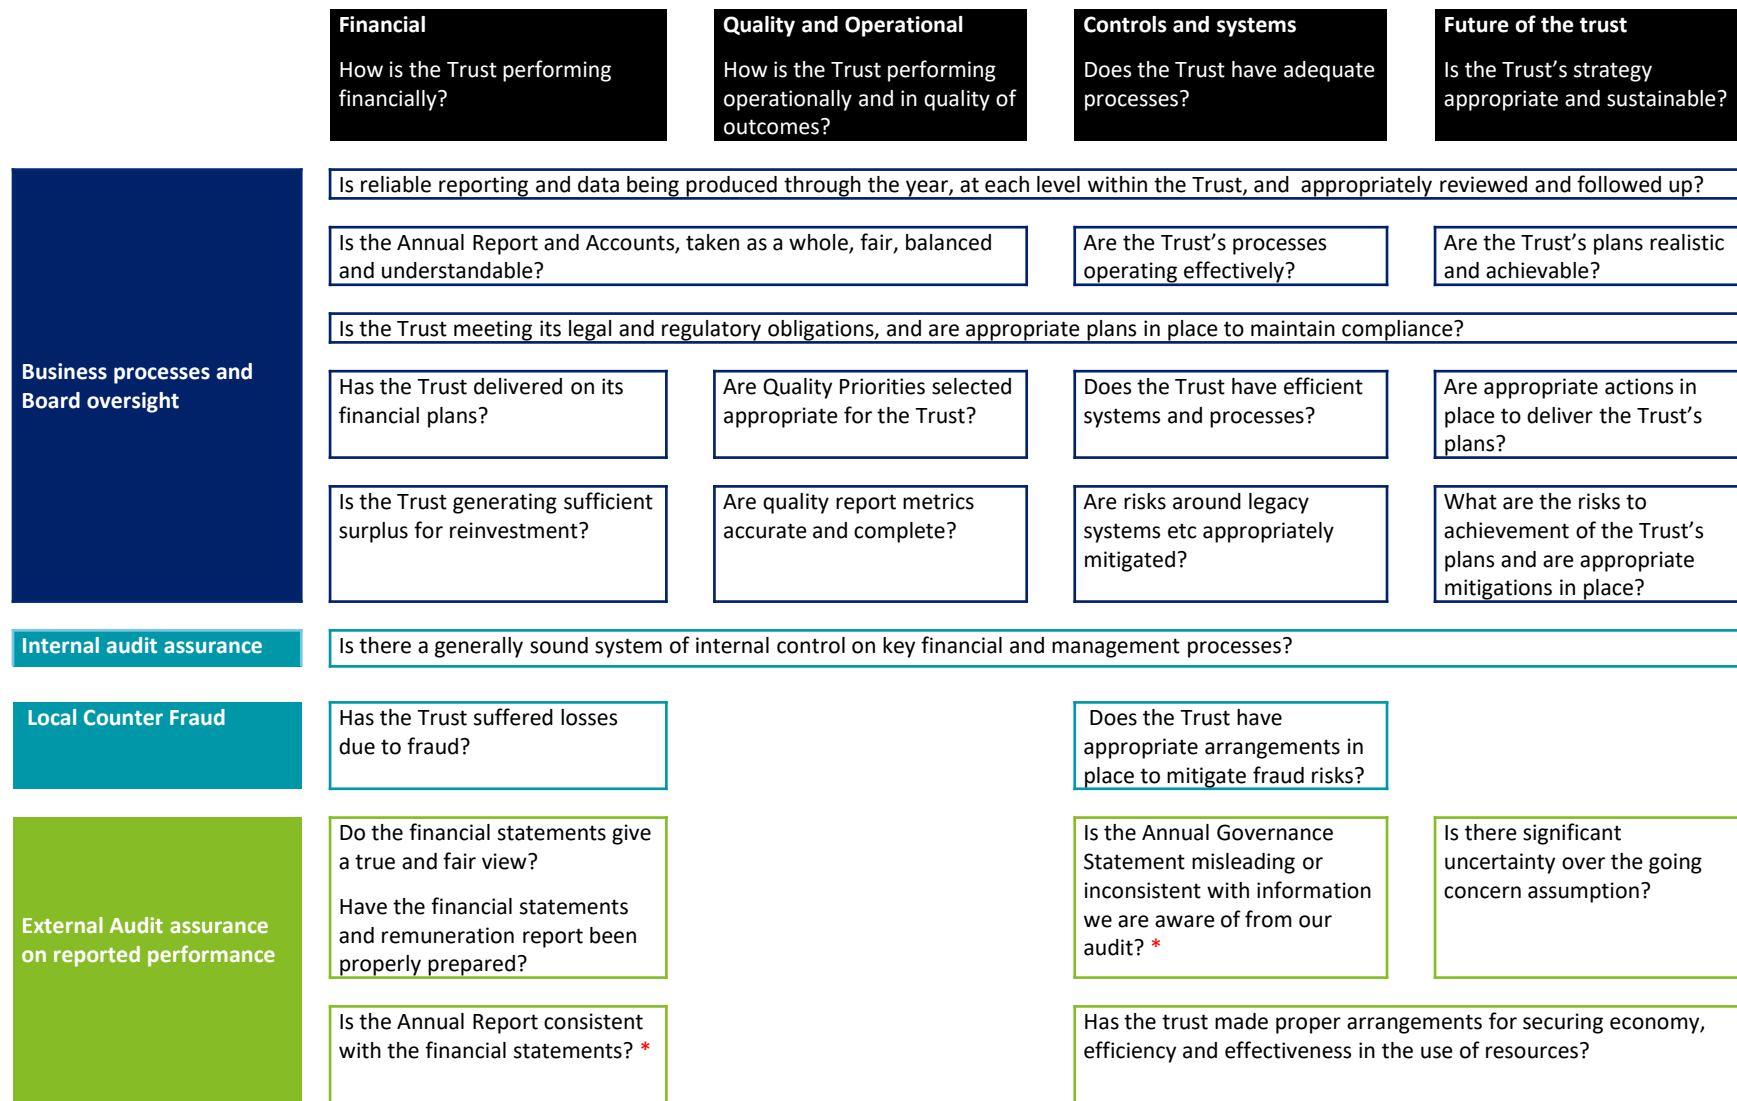 Financial
How is the Trust performing
financially?
Quality and Operational
How is the Trust performing
operationally and in quality of
outcomes?
Controls and systems
Does the Trust have adequate
processes?
Future of the trust
Is the Trust's strategy
appropriate and sustainable?
Business processes and
Board oversight
Is reliable reporting and data being produced through the year, at each level within the Trust, and  appropriately reviewed and followed up?
Is the Annual Report and Accounts, taken as a whole, fair, balanced
and understandable?
Are the Trust's processes
operating effectively?
Are the Trust's plans realistic
and achievable?
Is the Trust meeting its legal and regulatory obligations, and are appropriate plans in place to maintain compliance?
Has the Trust delivered on its
financial plans?
Are Quality Priorities selected
appropriate for the Trust?
Does the Trust have efficient
systems and processes?
Are appropriate actions in
place to deliver the Trust's
plans?
Is the Trust generating sufficient
surplus for reinvestment?
Are quality report metrics
accurate and complete?
Are risks around legacy
systems etc appropriately
mitigated?
What are the risks to
achievement of the Trust's
plans and are appropriate
mitigations in place?
Internal audit assurance
Is there a generally sound system of internal control on key financial and management processes?
Local Counter Fraud
Has the Trust suffered losses
due to fraud?
Does the Trust have
appropriate arrangements in
place to mitigate fraud risks?
External Audit assurance
on reported performance
Do the financial statements give
a true and fair view?
Have the financial statements
and remuneration report been
properly prepared?
Is the Annual Governance
Statement misleading or
inconsistent with information
we are aware of from our
audit? *
Is there significant
uncertainty over the going
concern assumption?
Is the Annual Report consistent
with the financial statements? *
Has the trust made proper arrangements for securing economy,
efficiency and effectiveness in the use of resources?